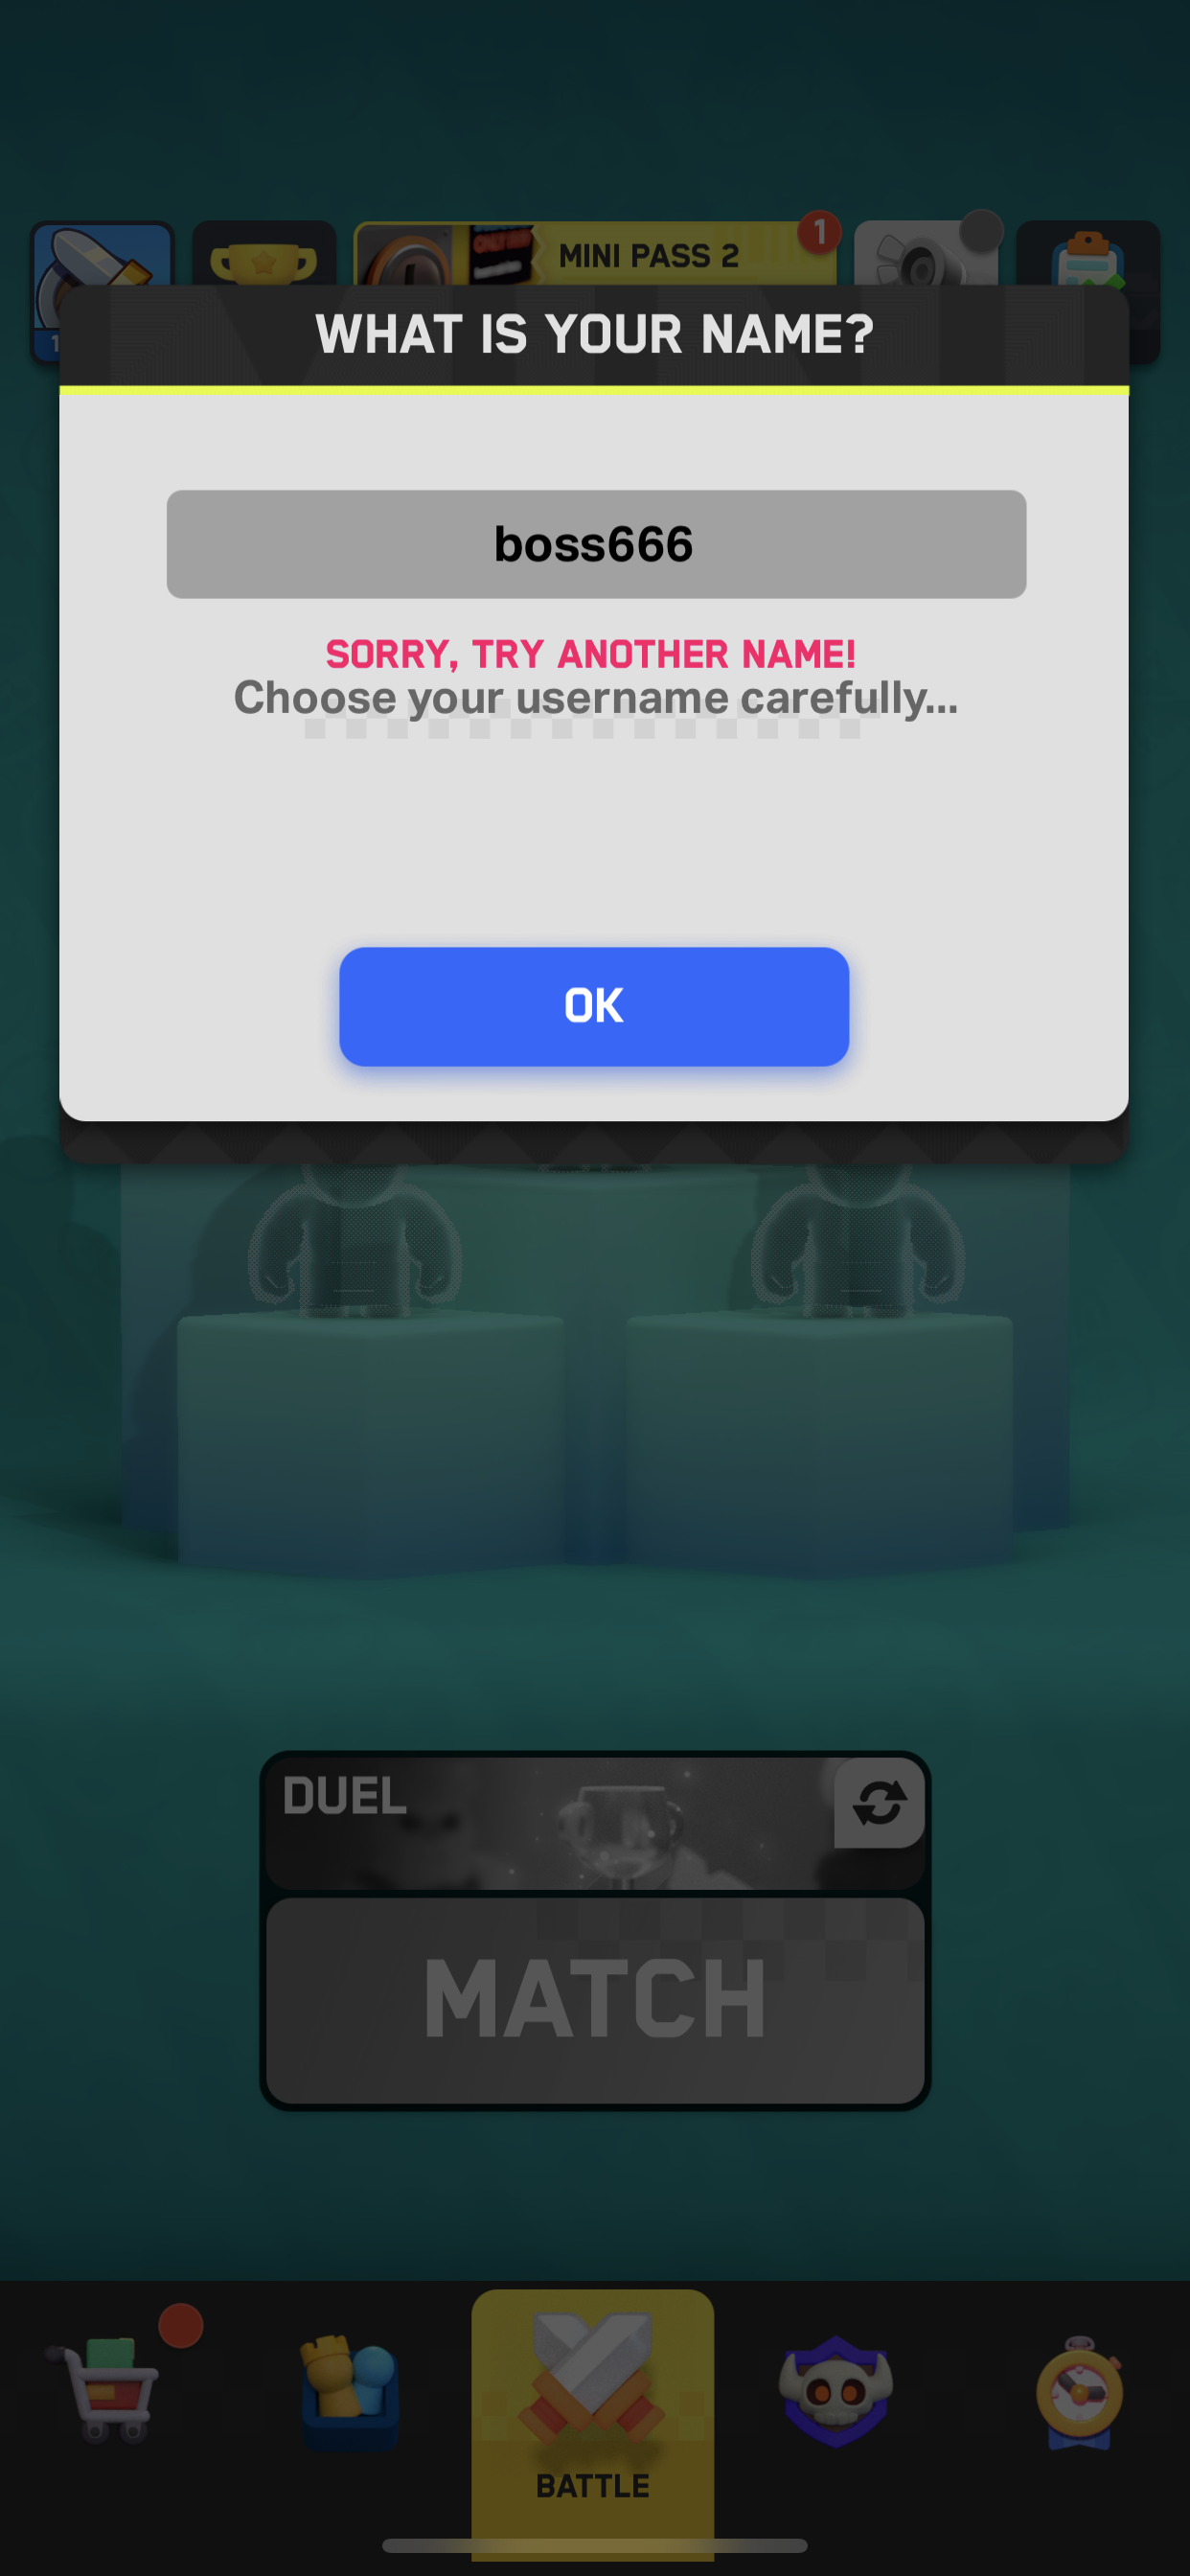 MINI PASS 2
1
WHAT IS YOUR NAME?
boss666
SORRY, TRY ANOTHER NAME!
Choose your username carefully...
OK
DUEL
MATCH
BATTLE